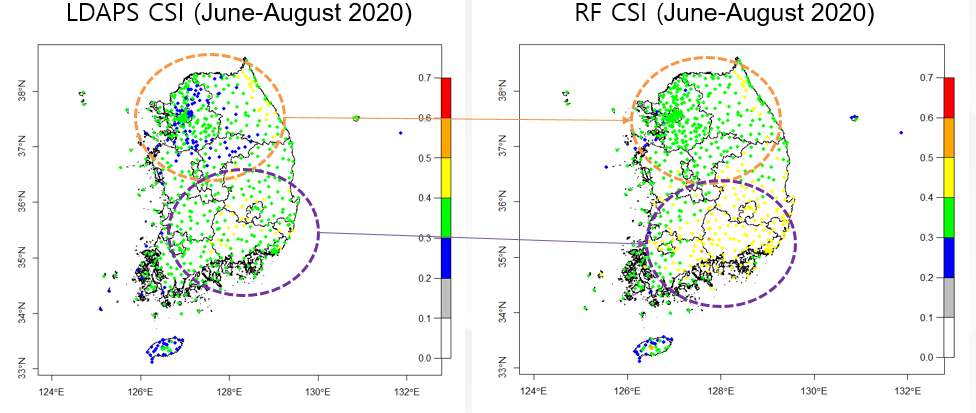 LDAPS CSI (June-August 2020)
RF CSI (June-August 2020)
38°N
37°N
36°N
35°N
34°N
33°N
124°E
126°E
128°E
130°E
132°E
0.7
0.6
0.5
0.4
0.3
0.2
0.1
0.0
38°N
37°N
36°N
35°N
34°N
33°N
124°E
126°E
128°E
130°E
132°E
0.7
0.6
0.5
0.4
0.3
0.2
0.1
0.0